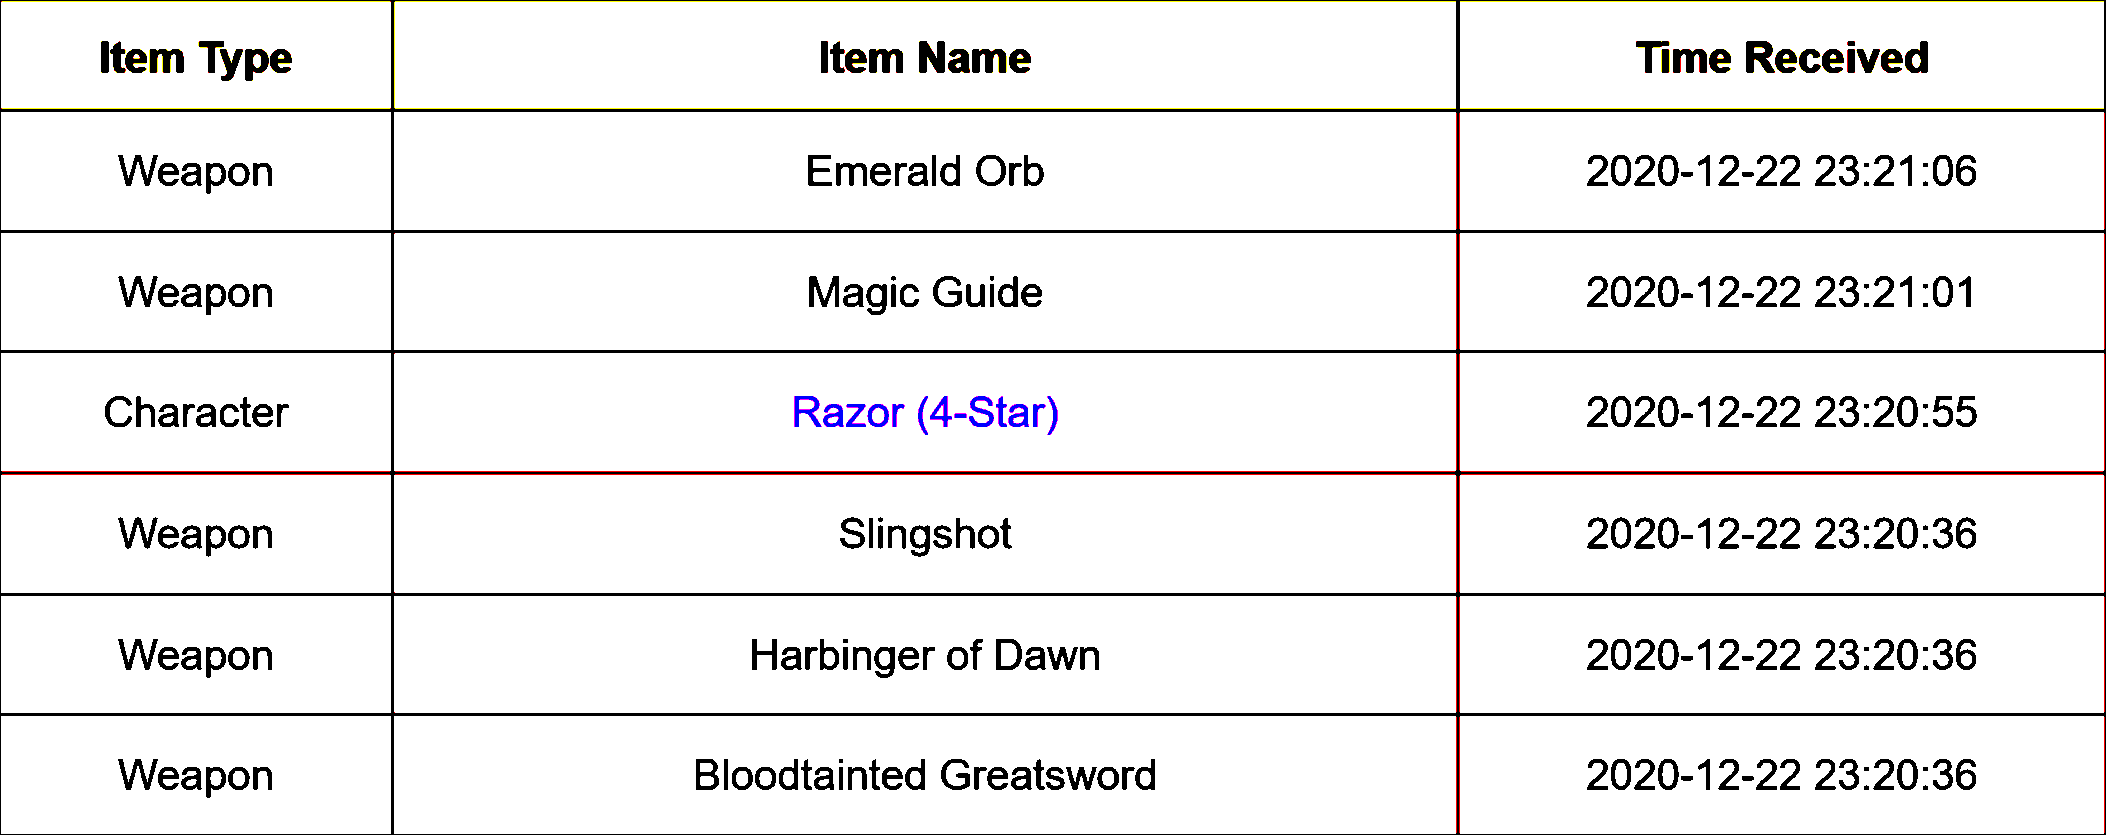 Item Type Item Name Time Received
Weapon Emerald Orb 2020-12-22 23:21:06
Weapon Magic Guide 2020-12-22 23:21:01
Character Razor (4-Star) 2020-12-22 23:20:55
Weapon Slingshot 2020-12-22 23:20:36
Weapon Harbinger of Dawn 2020-12-22 23:20:36
Weapon Bloodtainted Greatsword 2020-12-22 23:20:36